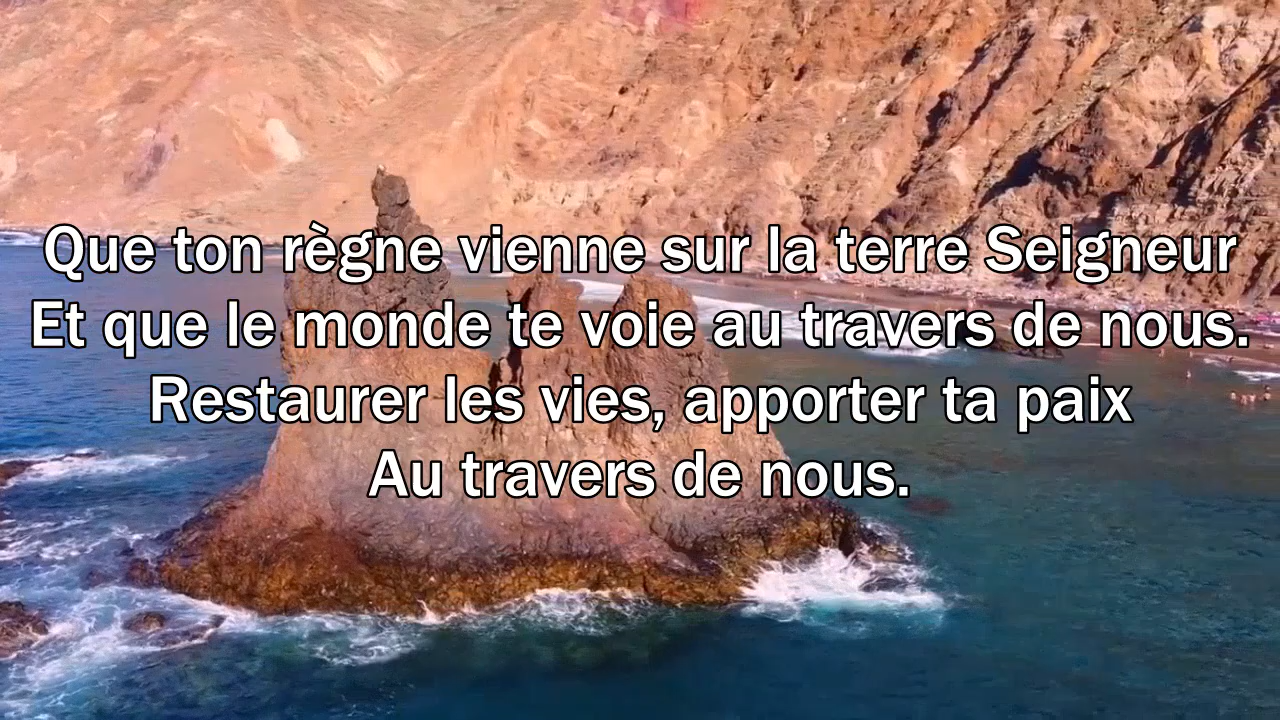 Que ton règne vienne sur la terre Seigneur
Et que le monde te voie au travers de nous.
Restaurer les vies, apporter ta paix
Au travers de nous.